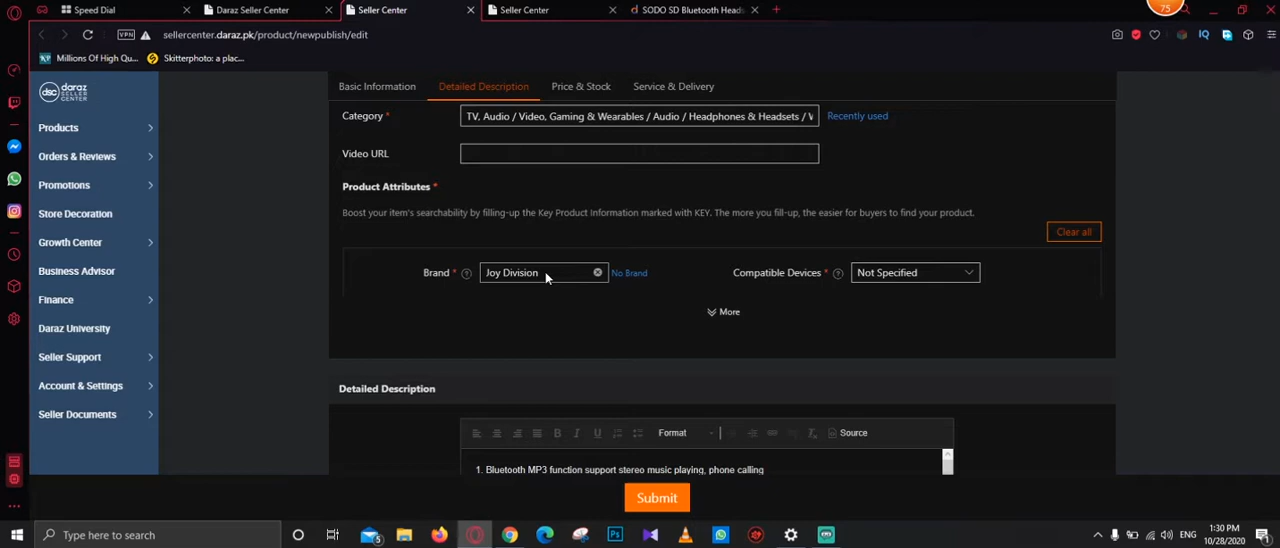 Speed Dial
Daraz Seller Center
Seller Center
Seller Center
SODO SD Bluetooth Heads
75
VPN
sellercenter.daraz.pk/product/newpublish/edit
Millions Of High Qu...
Skitterphoto: a plac...
dsc daraz SELLER CENTER
Products
Orders & Reviews
Promotions
Store Decoration
Growth Center
Business Advisor
Finance
Daraz University
Seller Support
Account & Settings
Seller Documents
Basic Information
Detailed Description
Price & Stock
Service & Delivery
Category *
TV, Audio / Video, Gaming & Wearables / Audio / Headphones & Headsets / W
Recently used
Video URL
Product Attributes *
Boost your item's searchability by filling-up the Key Product Information marked with KEY. The more you fill-up, the easier for buyers to find your product.
Clear all
Brand *
Joy Division
No Brand
Compatible Devices *
Not Specified
More
Detailed Description
B I U
Format
Source
1. Bluetooth MP3 function support stereo music playing, phone calling
Submit
Type here to search
5
Ps
ENG
1:30 PM
10/28/2020
1